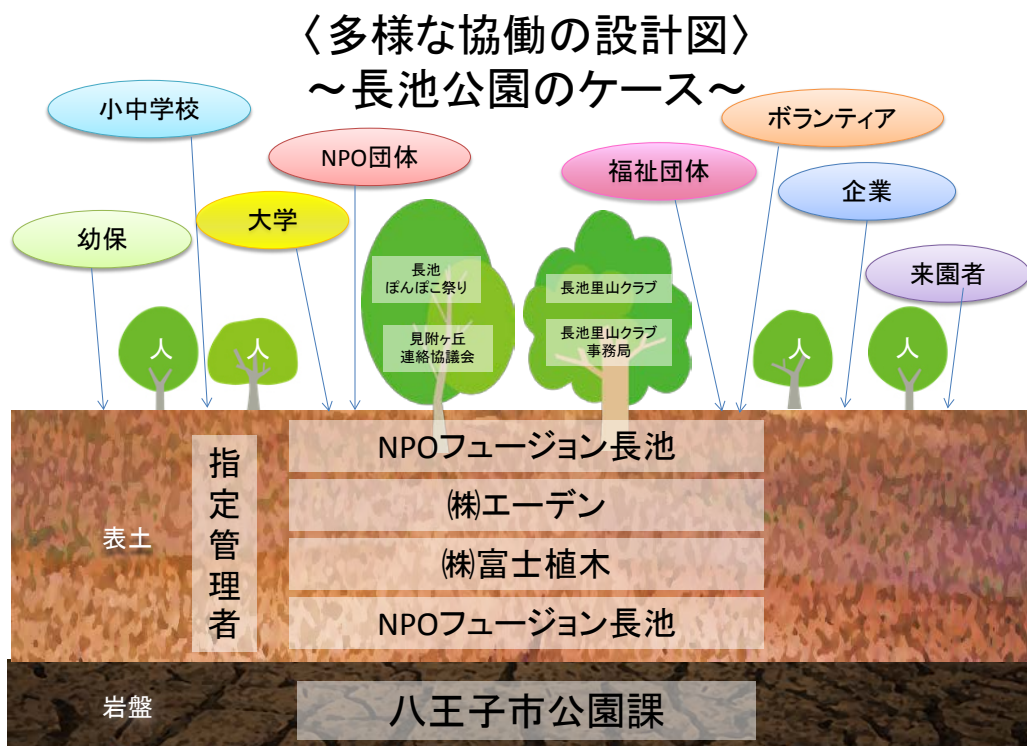 〈多様な協働の設計図〉
～長池公園のケース～
小中学校
ボランティア
NPO団体
福祉団体
企業
大学
幼保
来園者
長池
ぽんぽこ祭り
長池里山クラブ
見附ヶ丘
連絡協議会
長池里山クラブ
事務局
人
人
人
人
指定管理者
NPOフュージョン長池
㈱エーデン
表土
㈱富士植木
NPOフュージョン長池
岩盤
八王子市公園課